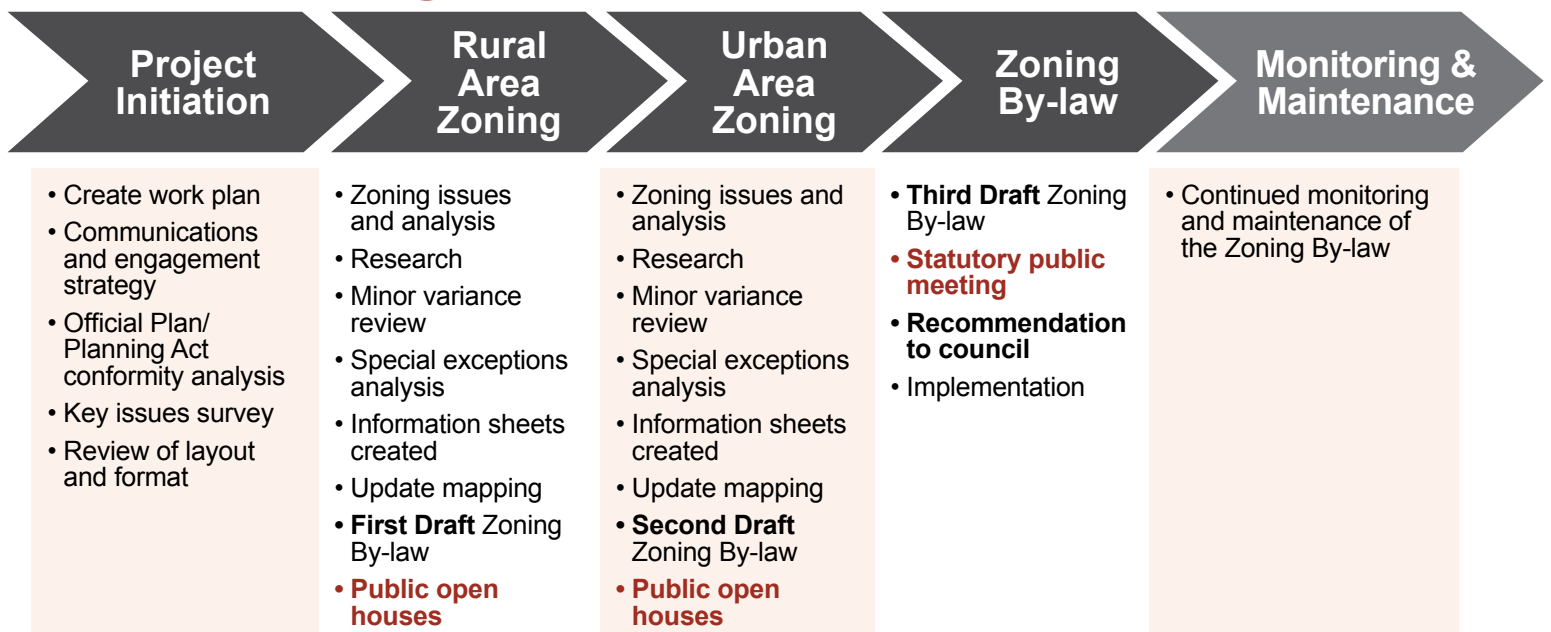 Project
Initiation
Rural
Area
Zoning
Urban
Area
Zoning
Zoning
By-law
Monitoring &
Maintenance
• Create work plan
• Communications
and engagement
strategy
• Official Plan/
Planning Act
conformity analysis
• Key issues survey
• Review of layout
and format
• Zoning issues
and analysis
• Research
• Minor variance
review
• Special exceptions
analysis
• Information sheets
created
• Update mapping
• First Draft Zoning
By-law
• Public open
houses
• Zoning issues and
analysis
• Research
• Minor variance
review
• Special exceptions
analysis
• Information sheets
created
• Update mapping
• Second Draft
Zoning By-law
• Public open
houses
• Third Draft Zoning
By-law
• Statutory public
meeting
• Recommendation
to council
• Implementation
• Continued monitoring
and maintenance of
the Zoning By-law